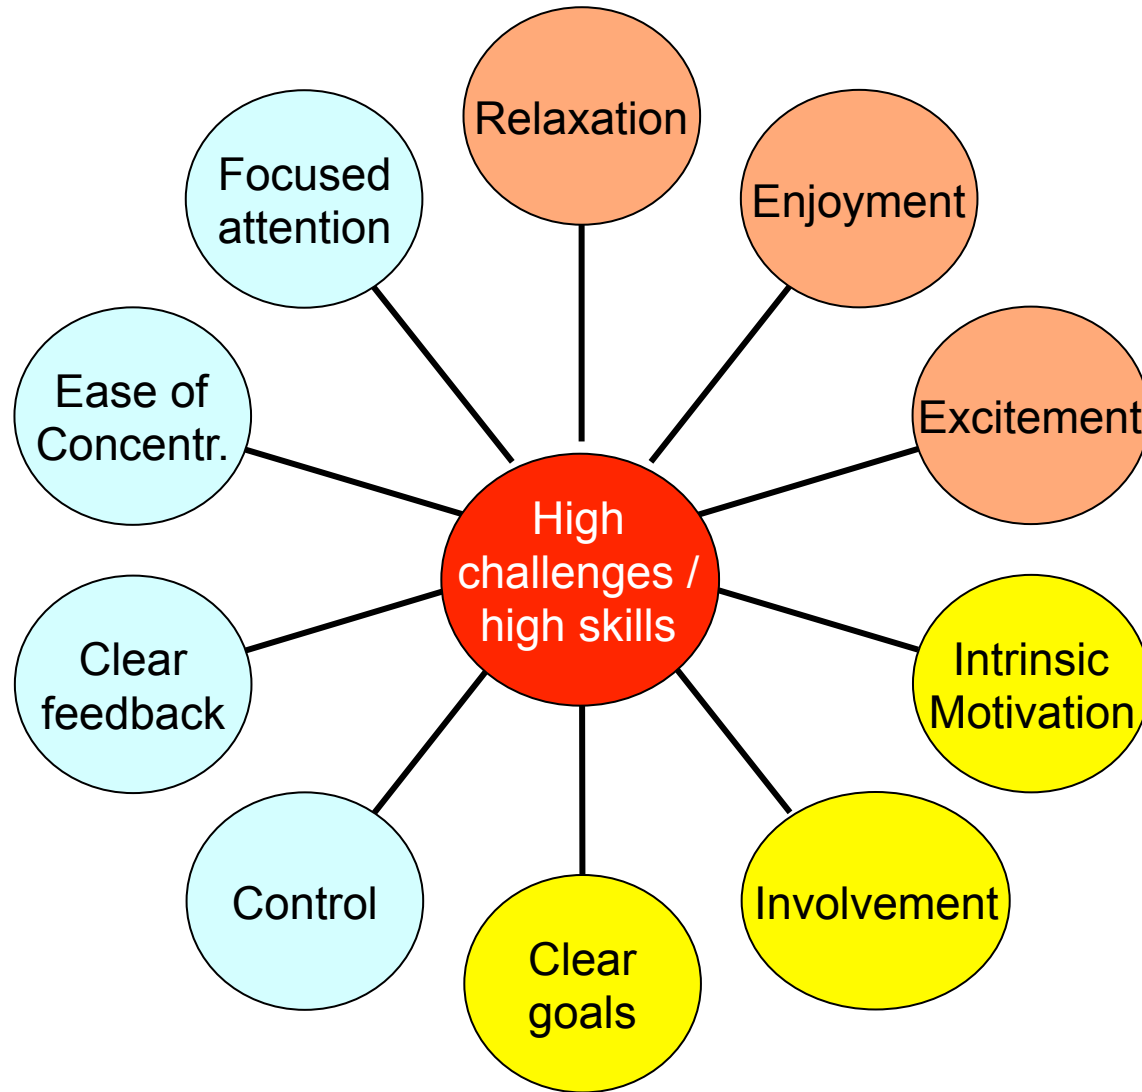 Relaxation
Enjoyment
Excitement
Intrinsic
Motivation
Involvement
Clear
goals
Control
Clear
feedback
Ease of
Concentr.
Focused
attention
High
challenges /
high skills